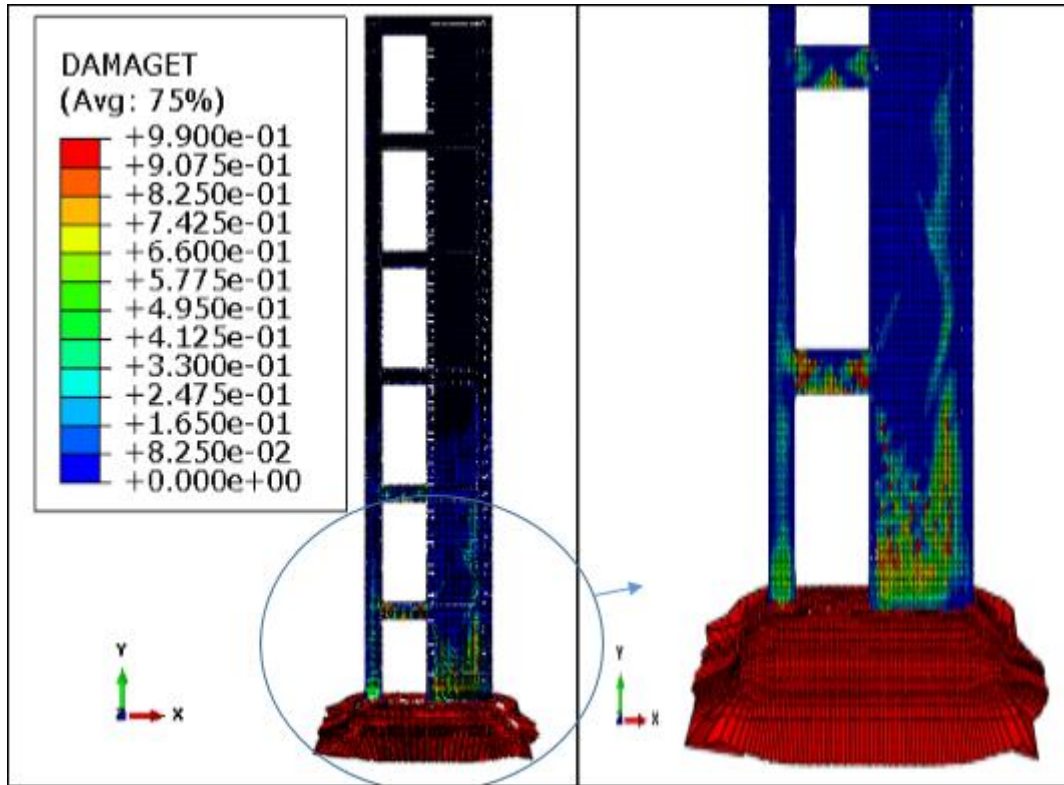 DAMAGET
(Avg: 75%)
+9.900e-01
+9.075e-01
+8.250e-01
+7.425e-01
+6.600e-01
+5.775e-01
+4.950e-01
+4.125e-01
+3.300e-01
+2.475e-01
+1.650e-01
+8.250e-02
+0.000e+00
Y
X
Y
X